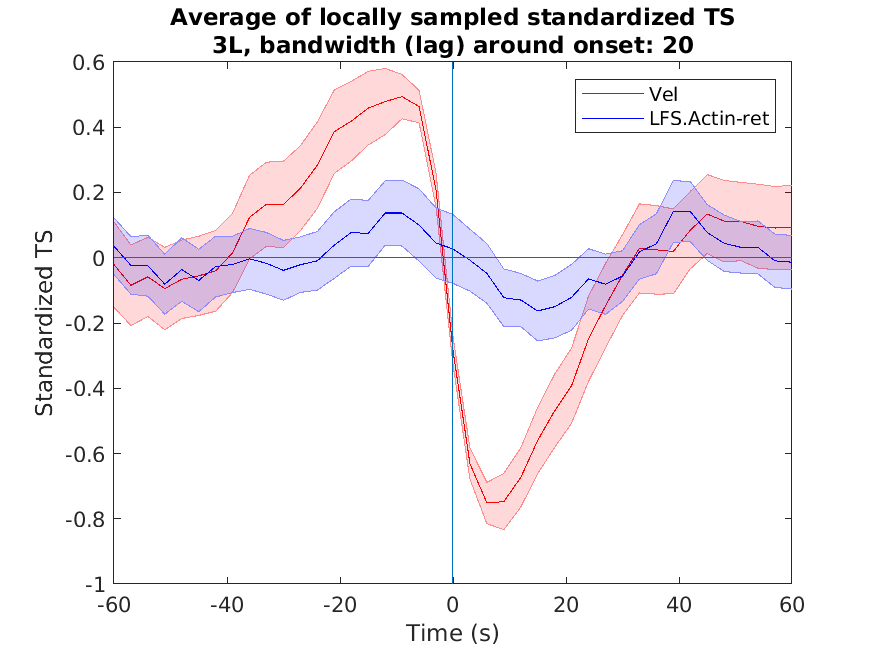 Average of locally sampled standardized TS
3L, bandwidth (lag) around onset: 20
Vel
LFS.Actin-ret
Standardized TS
0.6
0.4
0.2
0
-0.2
-0.4
-0.6
-0.8
-1
-60
-40
-20
0
20
40
60
Time (s)